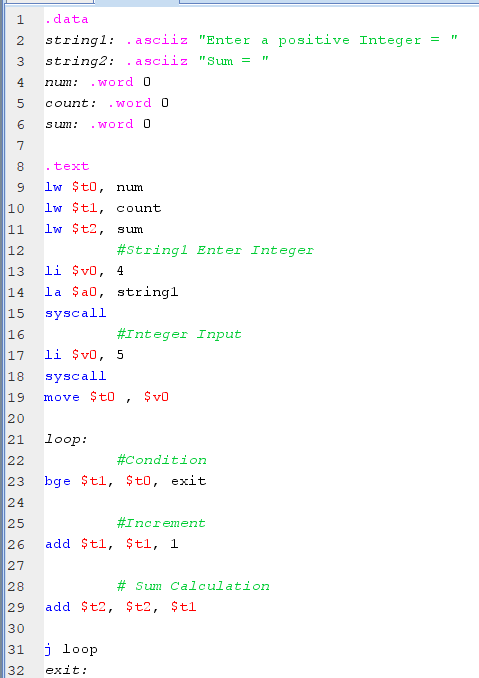 1 .data
2 string1: .asciiz "Enter a positive Integer = "
3 string2: .asciiz "Sum = "
4 num: .word 0
5 count: .word 0
6 sum: .word 0
7
8 .text
9 lw $t0, num
10 lw $t1, count
11 lw $t2, sum
12 #String1 Enter Integer
13 li $v0, 4
14 la $a0, string1
15 syscall
16 #Integer Input
17 li $v0, 5
18 syscall
19 move $t0 , $v0
20
21 loop:
22 #Condition
23 bge $t1, $t0, exit
24
25 #Increment
26 add $t1, $t1, 1
27
28 # Sum Calculation
29 add $t2, $t2, $t1
30
31 j loop
32 exit: